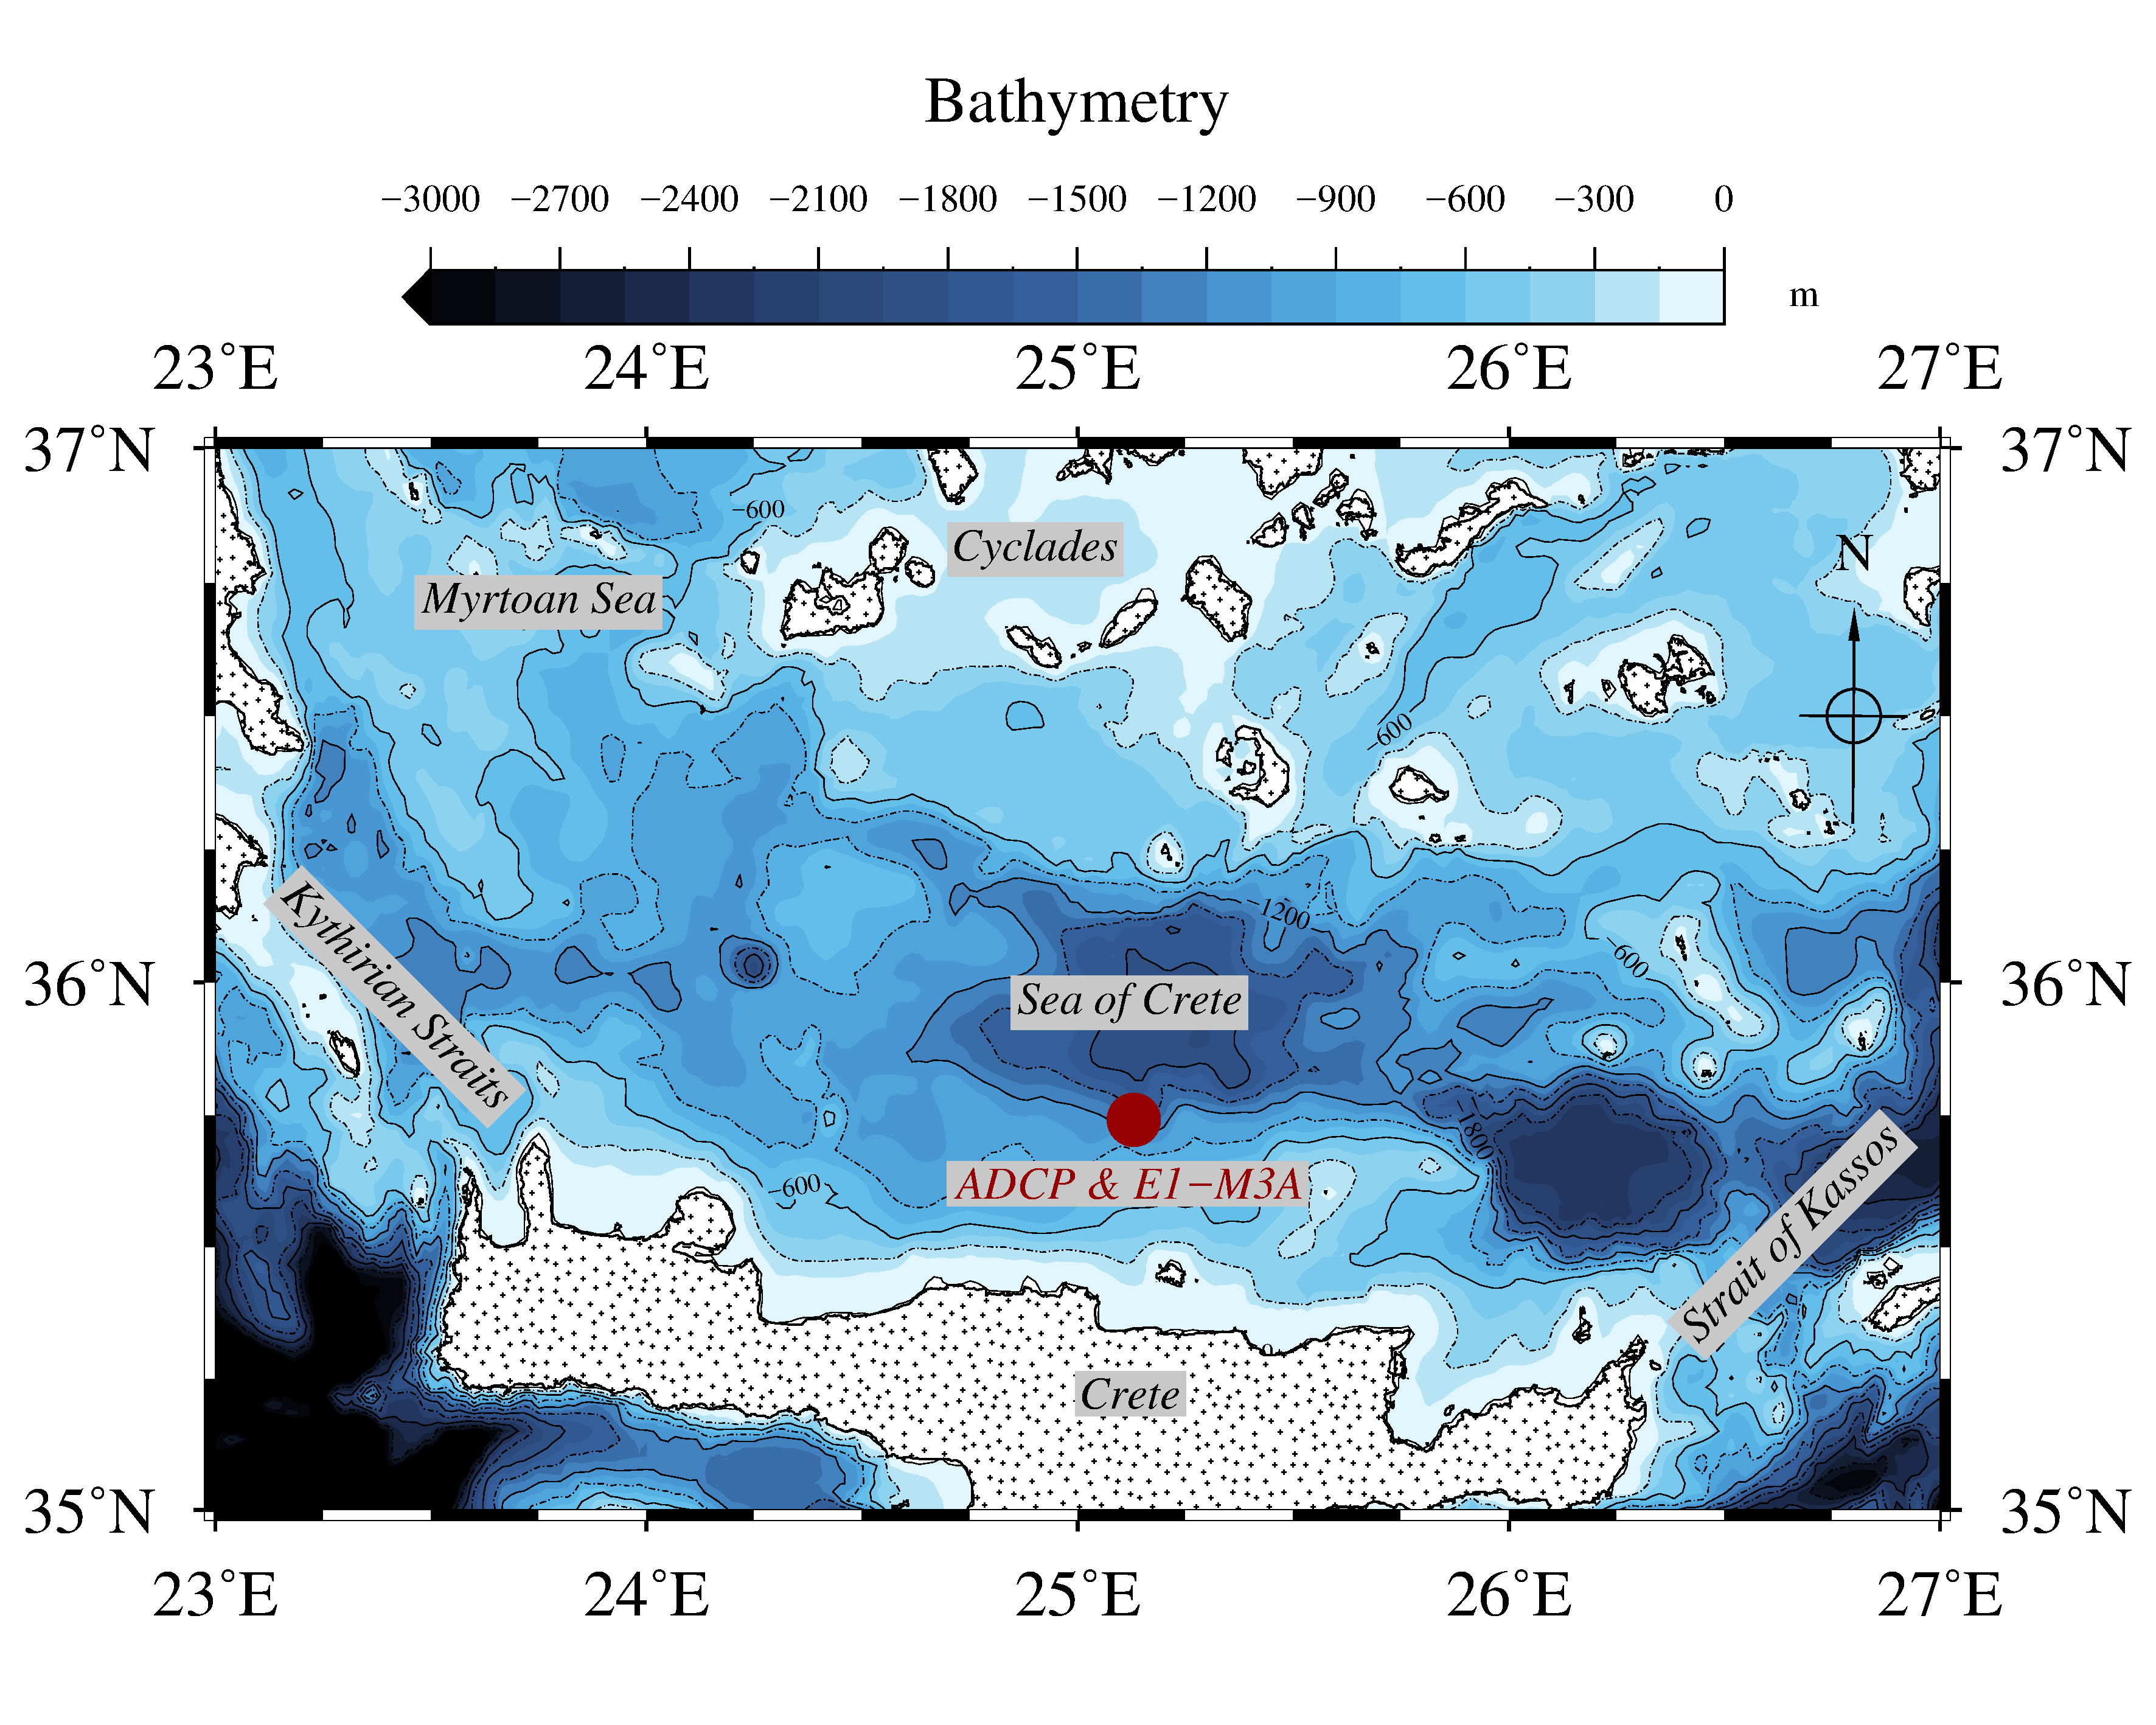 Bathymetry
−3000 −2700 −2400 −2100 −1800 −1500 −1200 −900 −600 −300 0
m
23°E 24°E 25°E 26°E 27°E
37°N 37°N
−600
Cyclades
N
Myrtoan Sea
−600
−1200
−600
Kythirian Straits
36°N 36°N
Sea of Crete
−1800
−600
ADCP & E1−M3A
Strait of Kassos
0
Crete
35°N 35°N
23°E 24°E 25°E 26°E 27°E